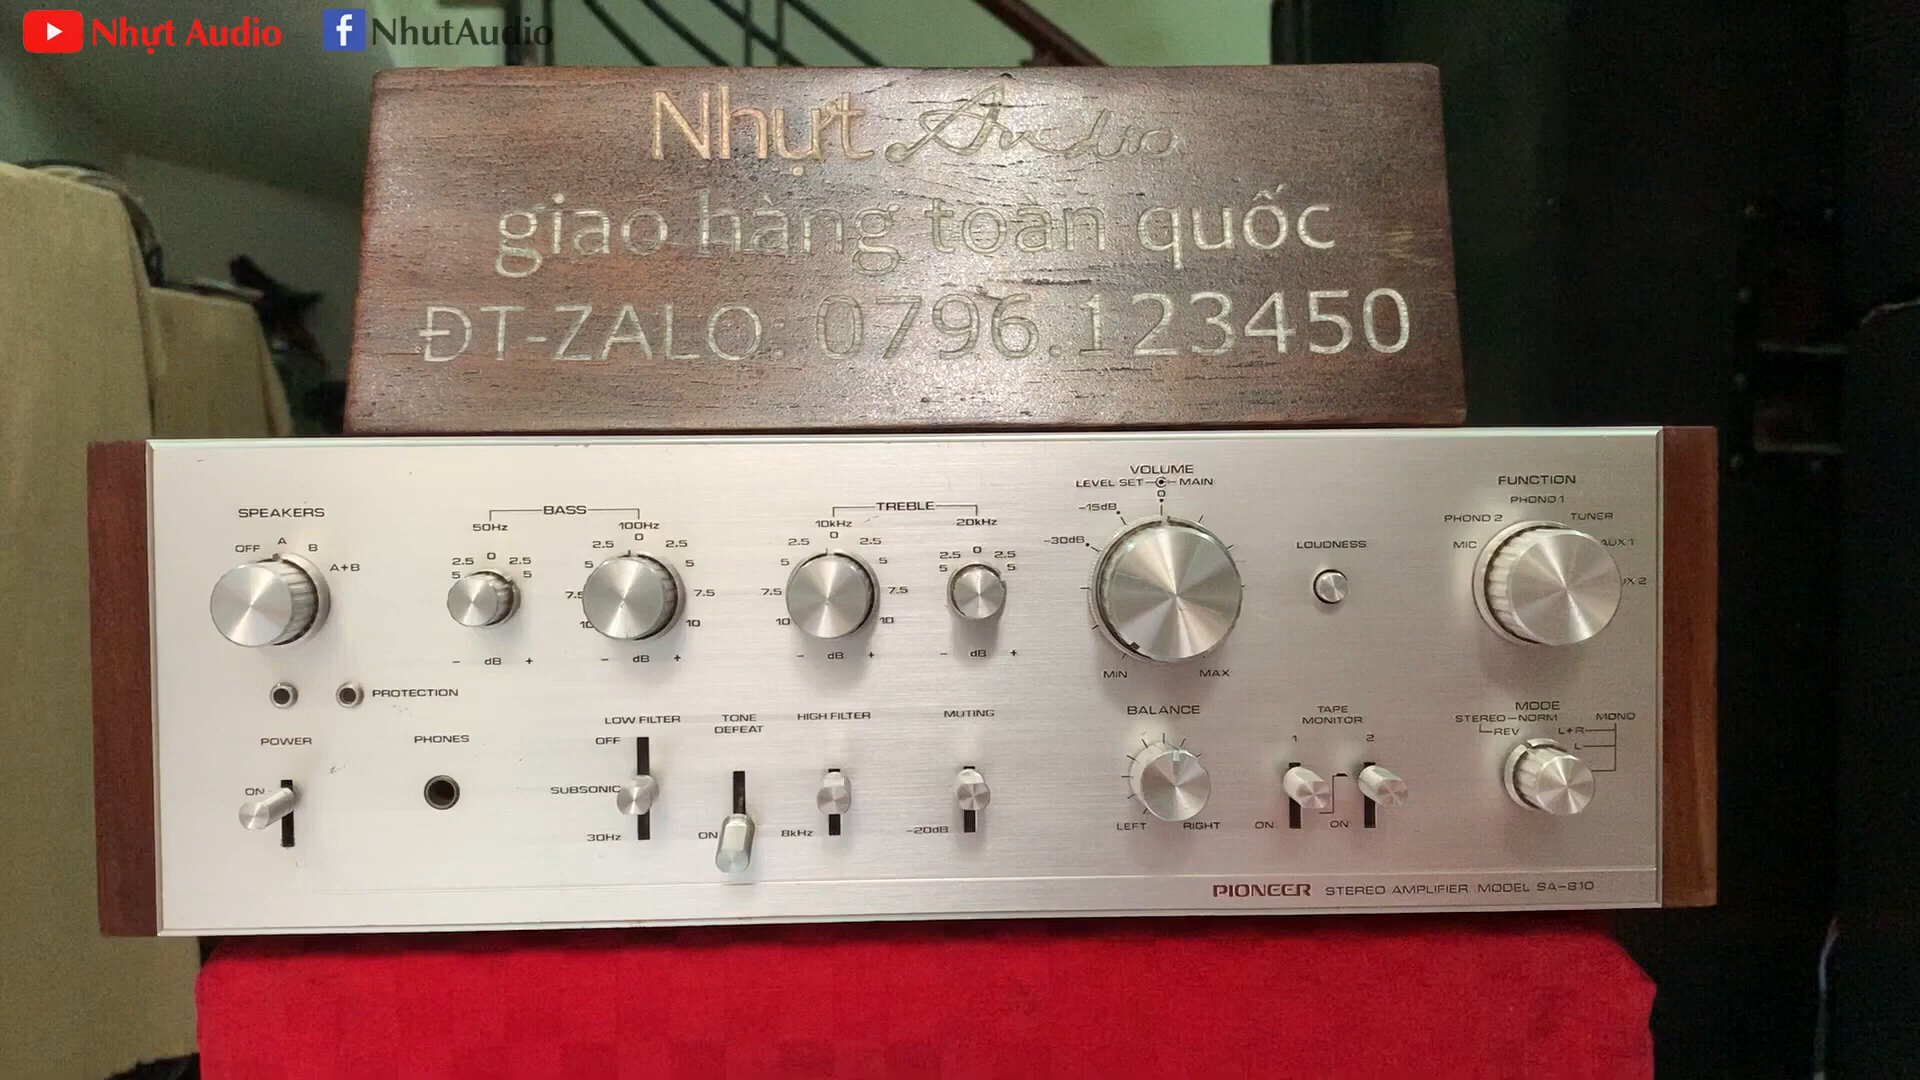 Nhựt Audio
NhutAudio
Nhựt Audio
giao hàng toàn quốc
ĐT-ZALO: 0796.123450
SPEAKERS
OFF A B A+B
BASS
50Hz 100Hz
2.5 0 2.5
5 5
- dB +
2.5 0 2.5
5 5
7.5 7.5
10 10
- dB +
TREBLE
10kHz 20kHz
2.5 0 2.5
5 5
7.5 7.5
10 10
- dB +
2.5 0 2.5
5 5
- dB +
VOLUME
LEVEL SET MAIN
0
-15dB
-30dB
MIN MAX
LOUDNESS
FUNCTION
PHONO 1
PHONO 2 TUNER
MIC AUX 1
PROTECTION
POWER
ON
PHONES
LOW FILTER
OFF
SUBSONIC
30Hz
TONE
DEFEAT
ON
HIGH FILTER
8kHz
MUTING
-20dB
BALANCE
LEFT RIGHT
TAPE
MONITOR
1 2
ON ON
MODE
STEREO-NORM MONO
REV L+R
L
PIONEER STEREO AMPLIFIER MODEL SA-810